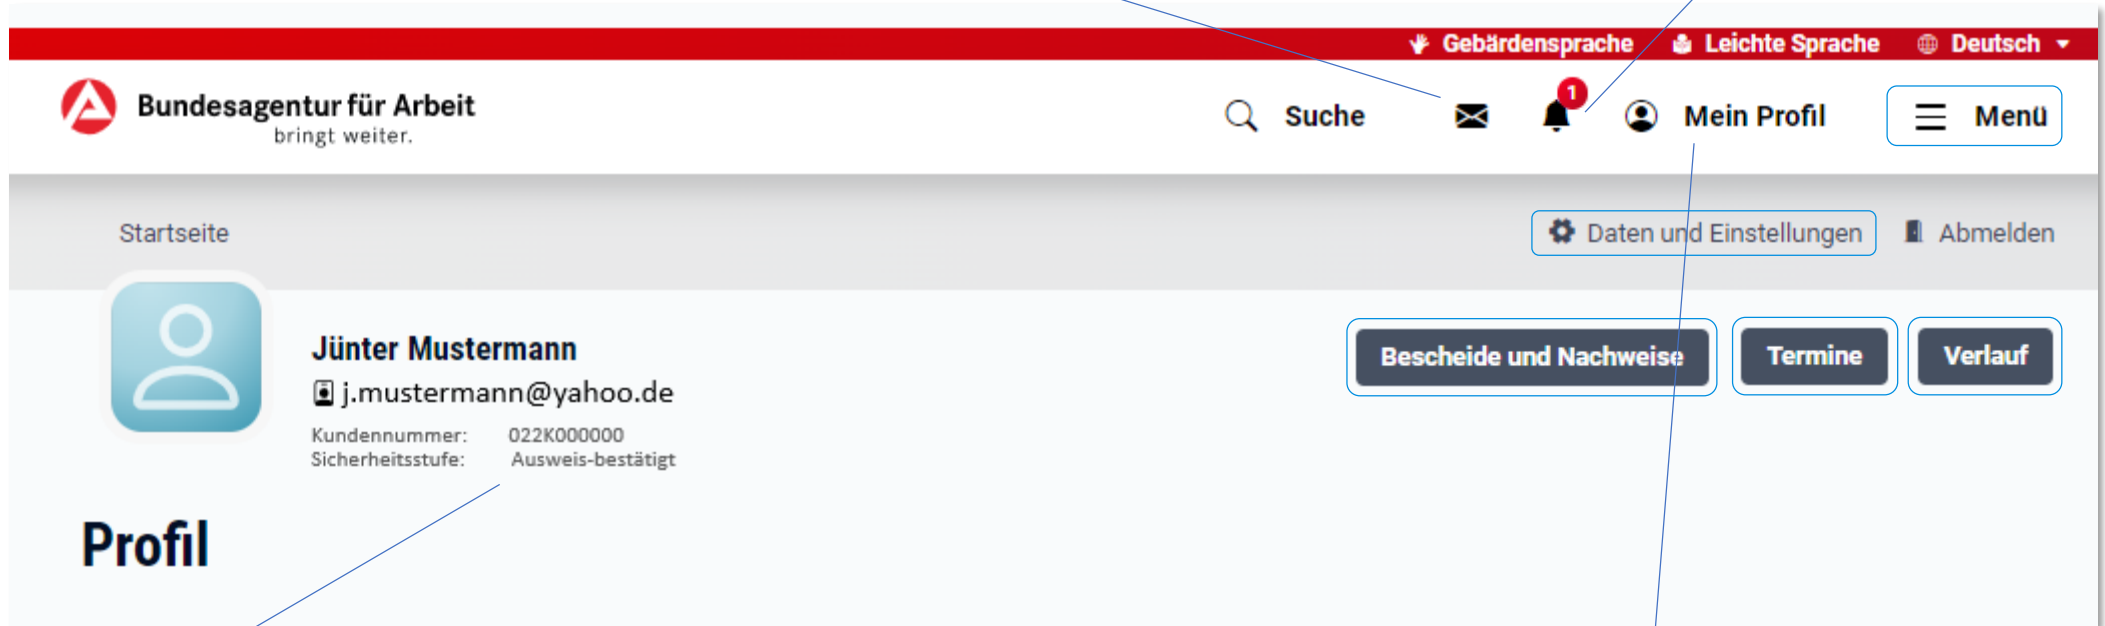 Gebärdensprache Leichte Sprache Deutsch
Bundesagentur für Arbeit
bringt weiter.
Suche 1 Mein Profil Menü
Startseite Daten und Einstellungen Abmelden
Jünter Mustermann
j.mustermann@yahoo.de
Kundennummer: 022K000000
Sicherheitsstufe: Ausweis-bestätigt
Bescheide und Nachweise Termine Verlauf
Profil